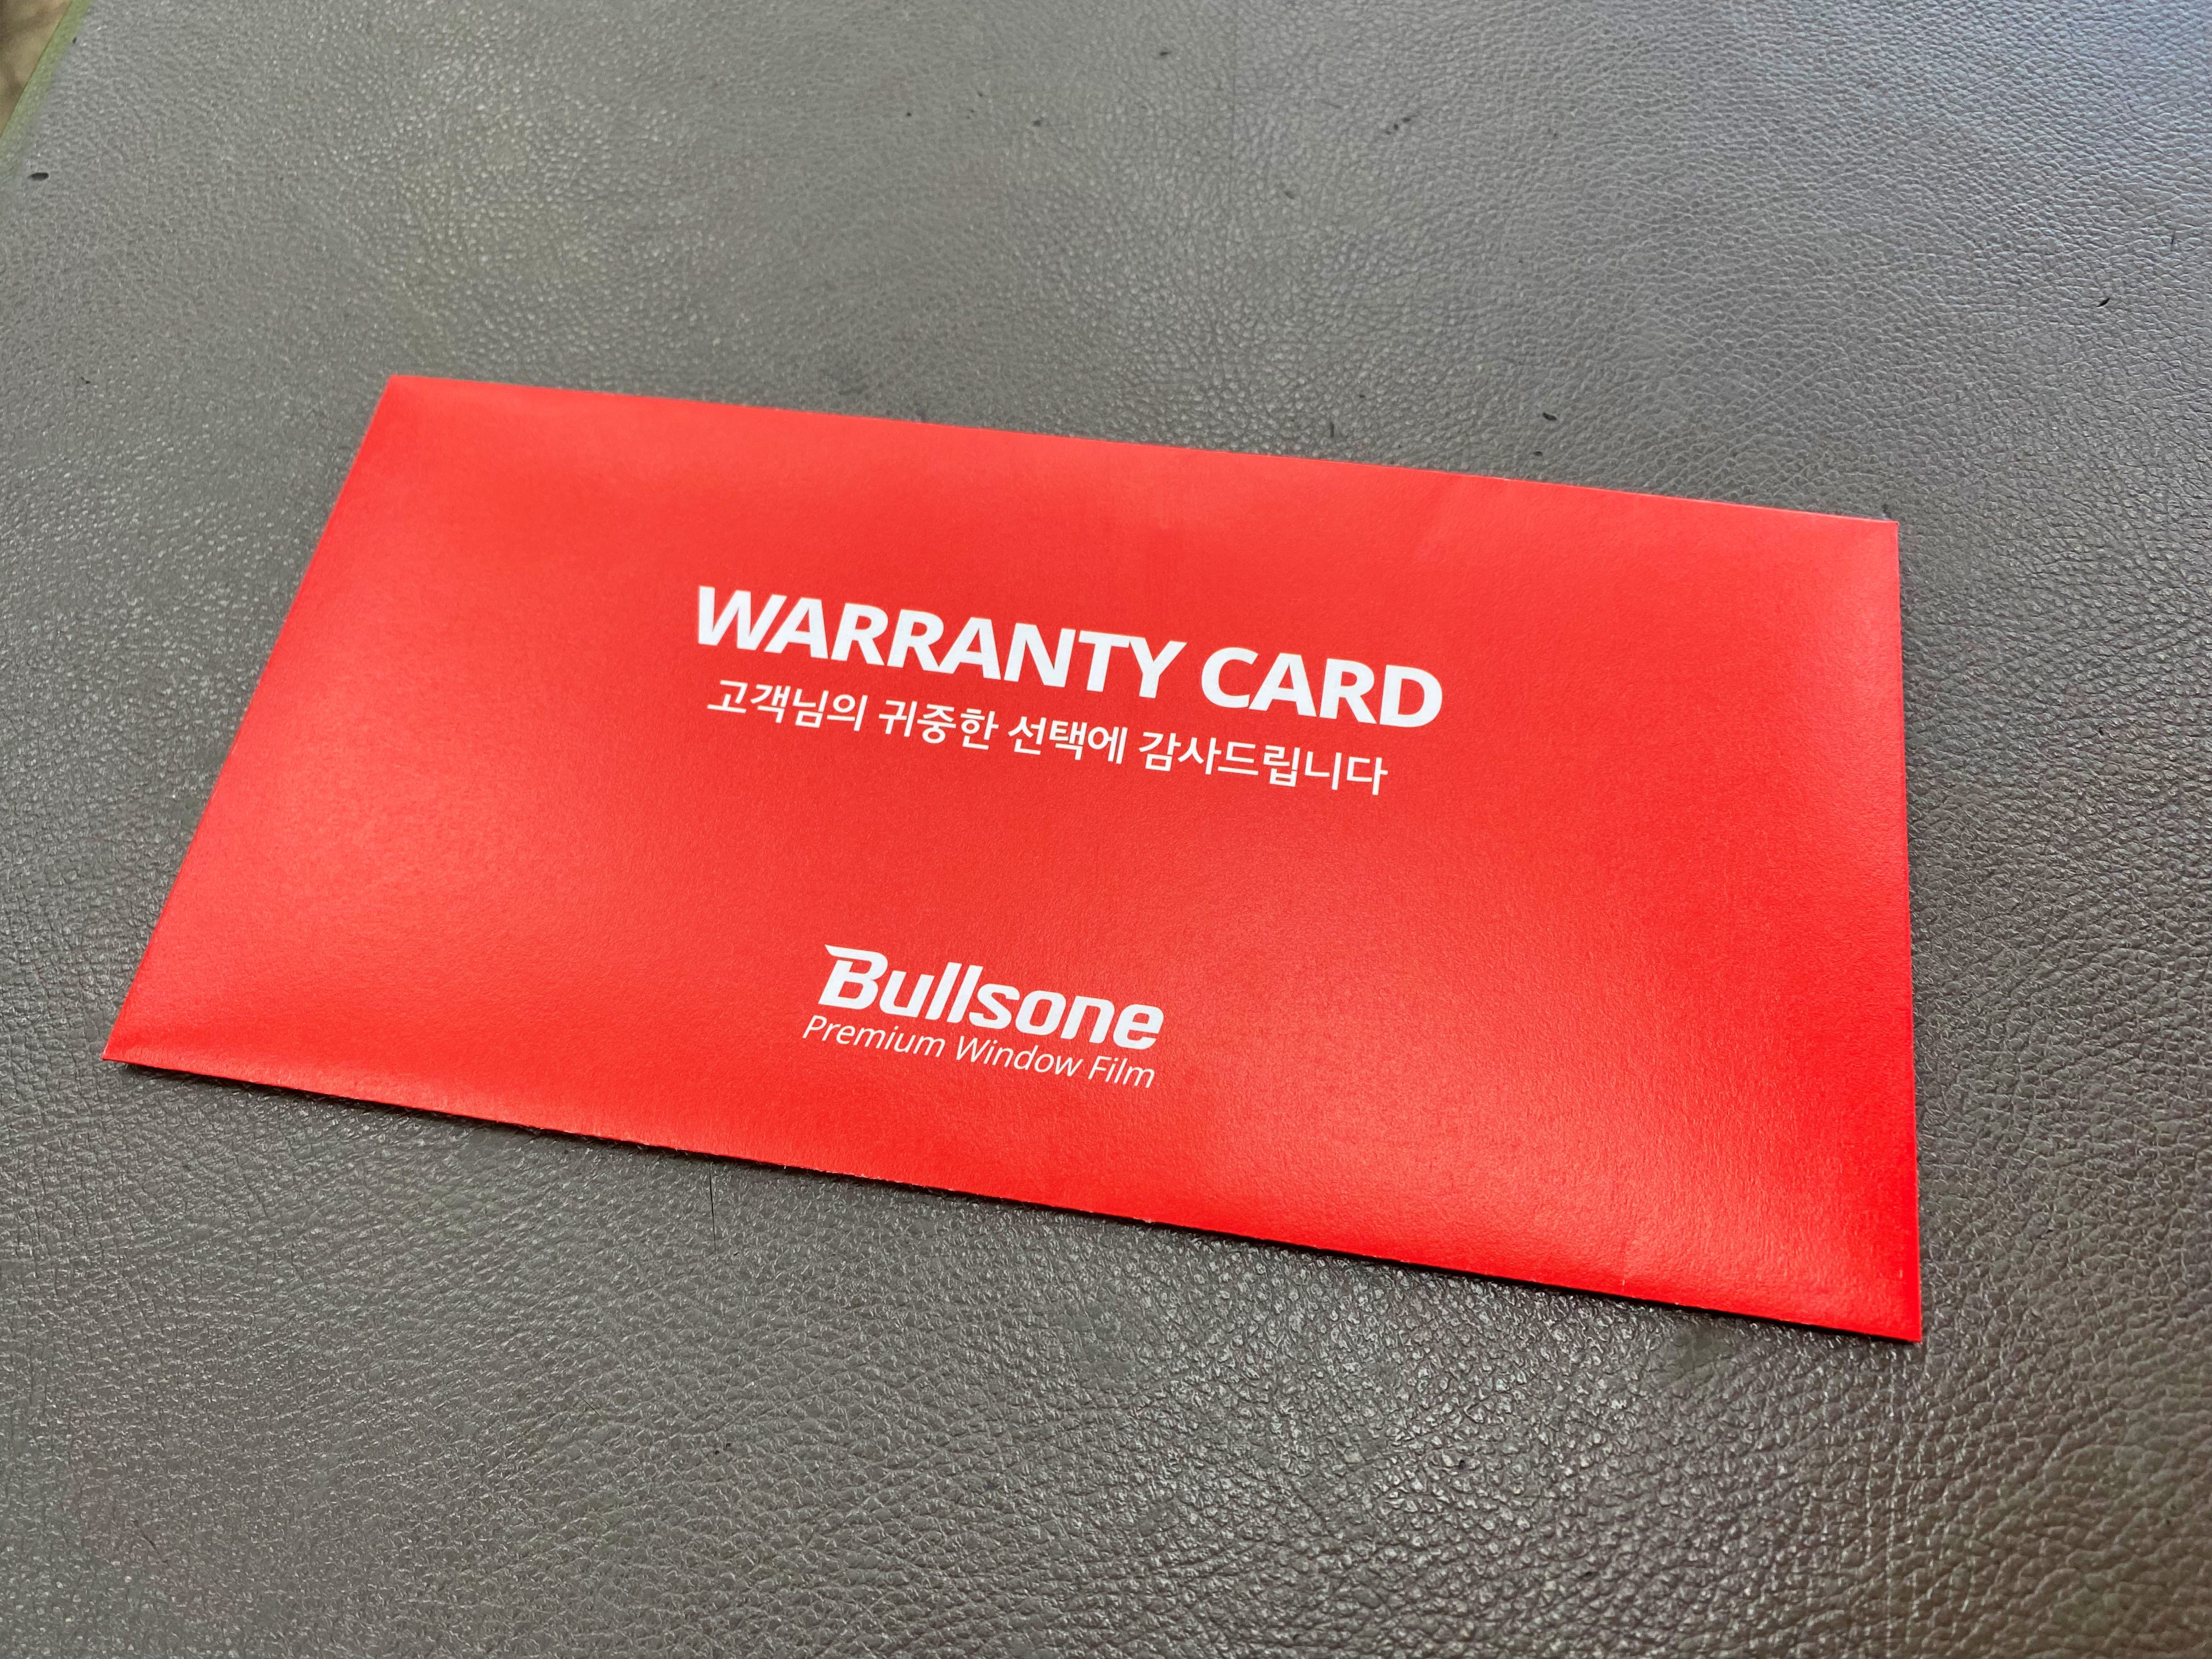 WARRANTY CARD
고객님의 귀중한 선택에 감사드립니다
Bullsone
Premium Window Film